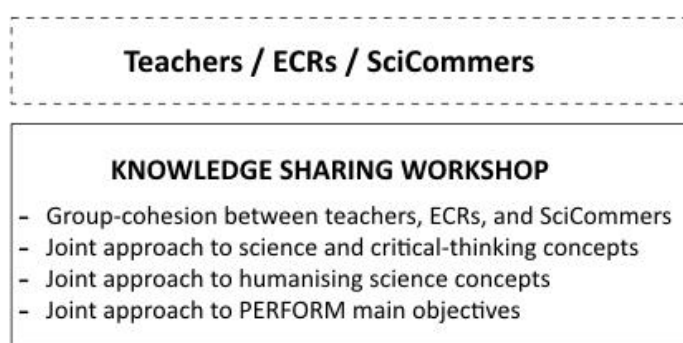 Teachers / ECRs / SciCommers
KNOWLEDGE SHARING WORKSHOP
- Group-cohesion between teachers, ECRs, and SciCommers
- Joint approach to science and critical-thinking concepts
- Joint approach to humanising science concepts
- Joint approach to PERFORM main objectives